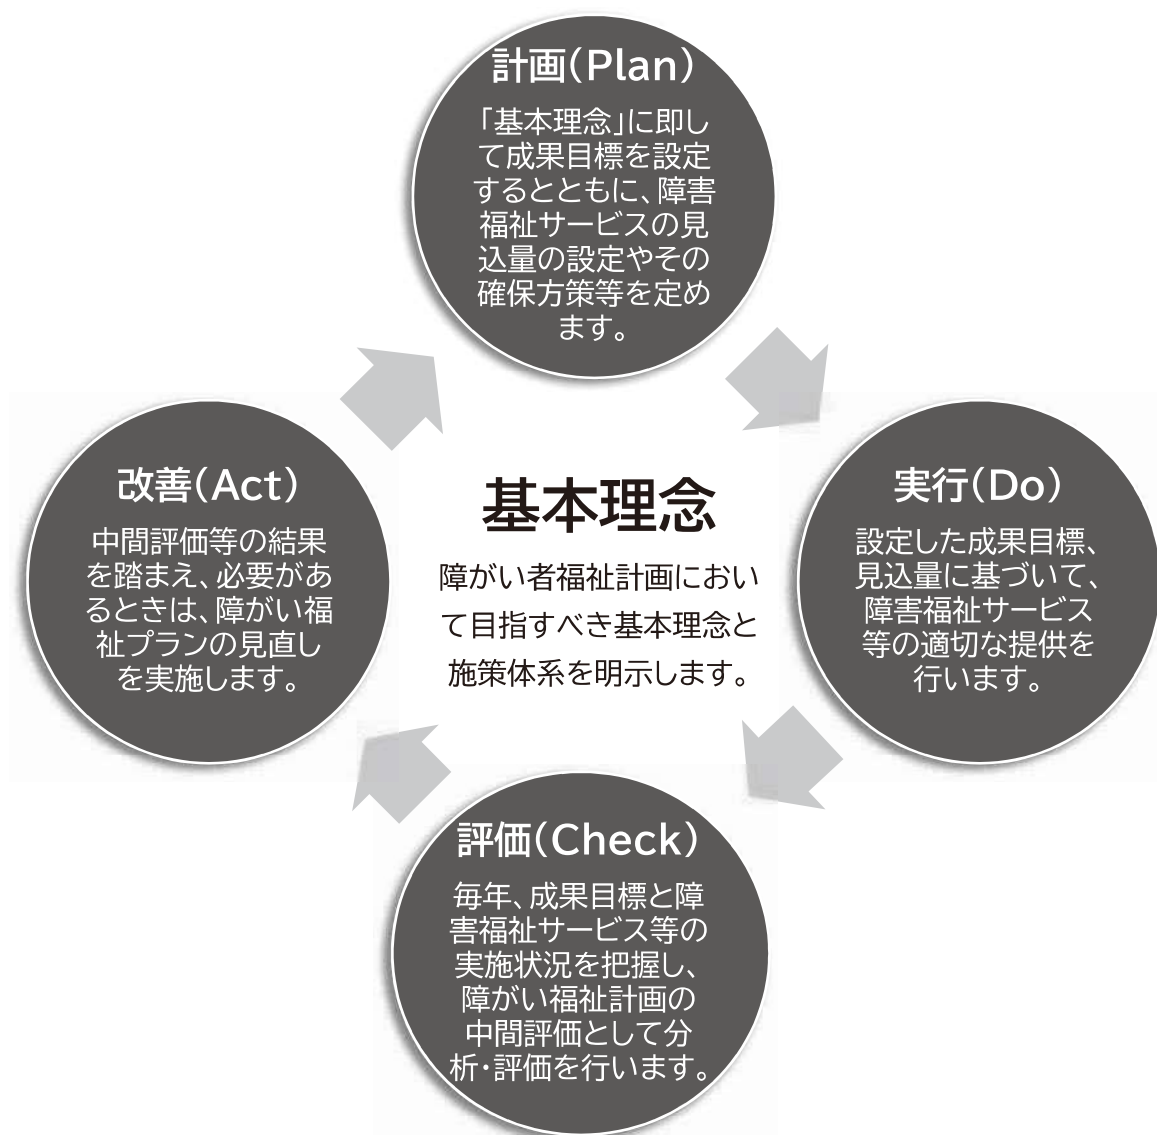 計画(Plan)
「基本理念」に即し
て成果目標を設定
するとともに、障害
福祉サービスの見
込量の設定やその
確保方策等を定め
ます。
改善(Act)
中間評価等の結果
を踏まえ、必要があ
るときは、障がい福
祉プランの見直し
を実施します。
基本理念
障がい者福祉計画におい
て目指すべき基本理念と
施策体系を明示します。
実行(Do)
設定した成果目標、
見込量に基づいて、
障害福祉サービス
等の適切な提供を
行います。
評価(Check)
毎年、成果目標と障
害福祉サービス等の
実施状況を把握し、
障がい福祉計画の
中間評価として分
析・評価を行います。